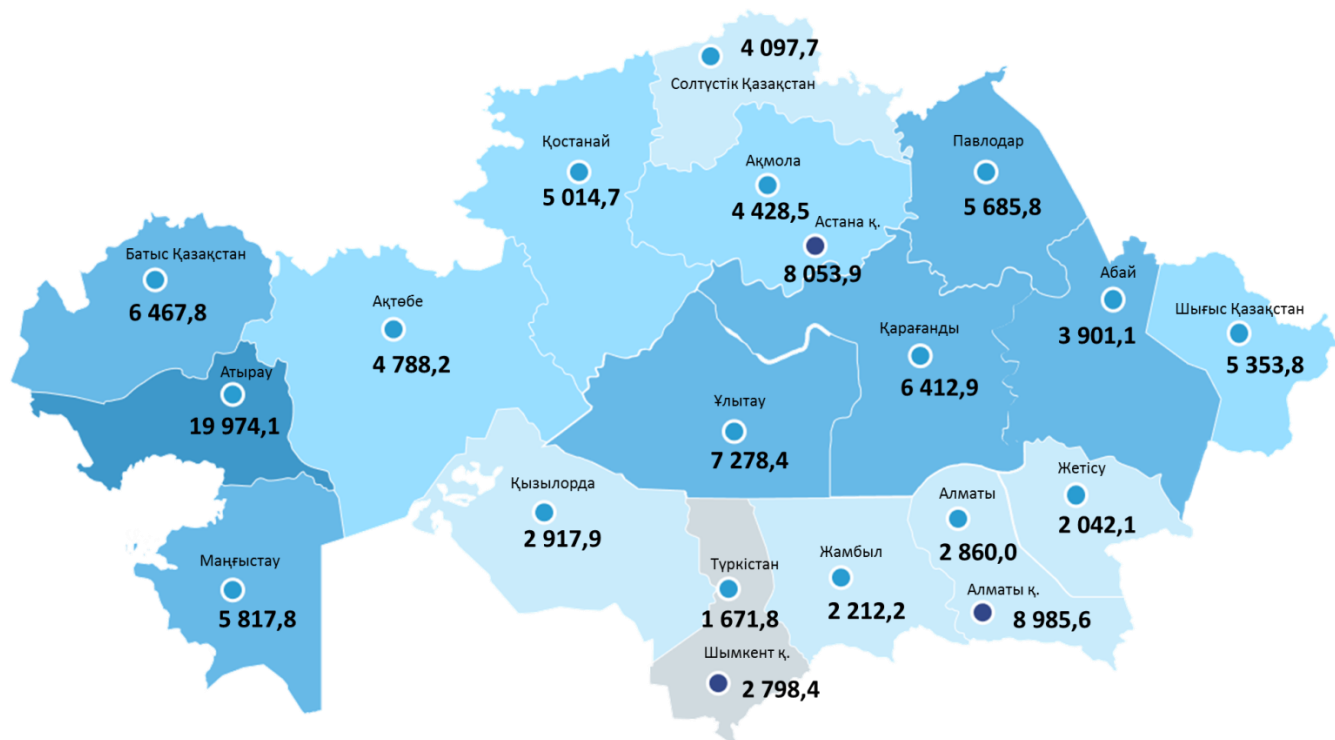 4 097,7
Солтүстік Қазақстан
Қостанай
5 014,7
Ақмола
4 428,5
Астана қ.
8 053,9
Павлодар
5 685,8
Батыс Қазақстан
6 467,8
Ақтөбе
4 788,2
Абай
3 901,1
Шығыс Қазақстан
5 353,8
Қарағанды
6 412,9
Атырау
19 974,1
Ұлытау
7 278,4
Қызылорда
2 917,9
Алматы
2 860,0
Жетісу
2 042,1
Маңғыстау
5 817,8
Түркістан
1 671,8
Жамбыл
2 212,2
Алматы қ.
8 985,6
Шымкент қ.
2 798,4